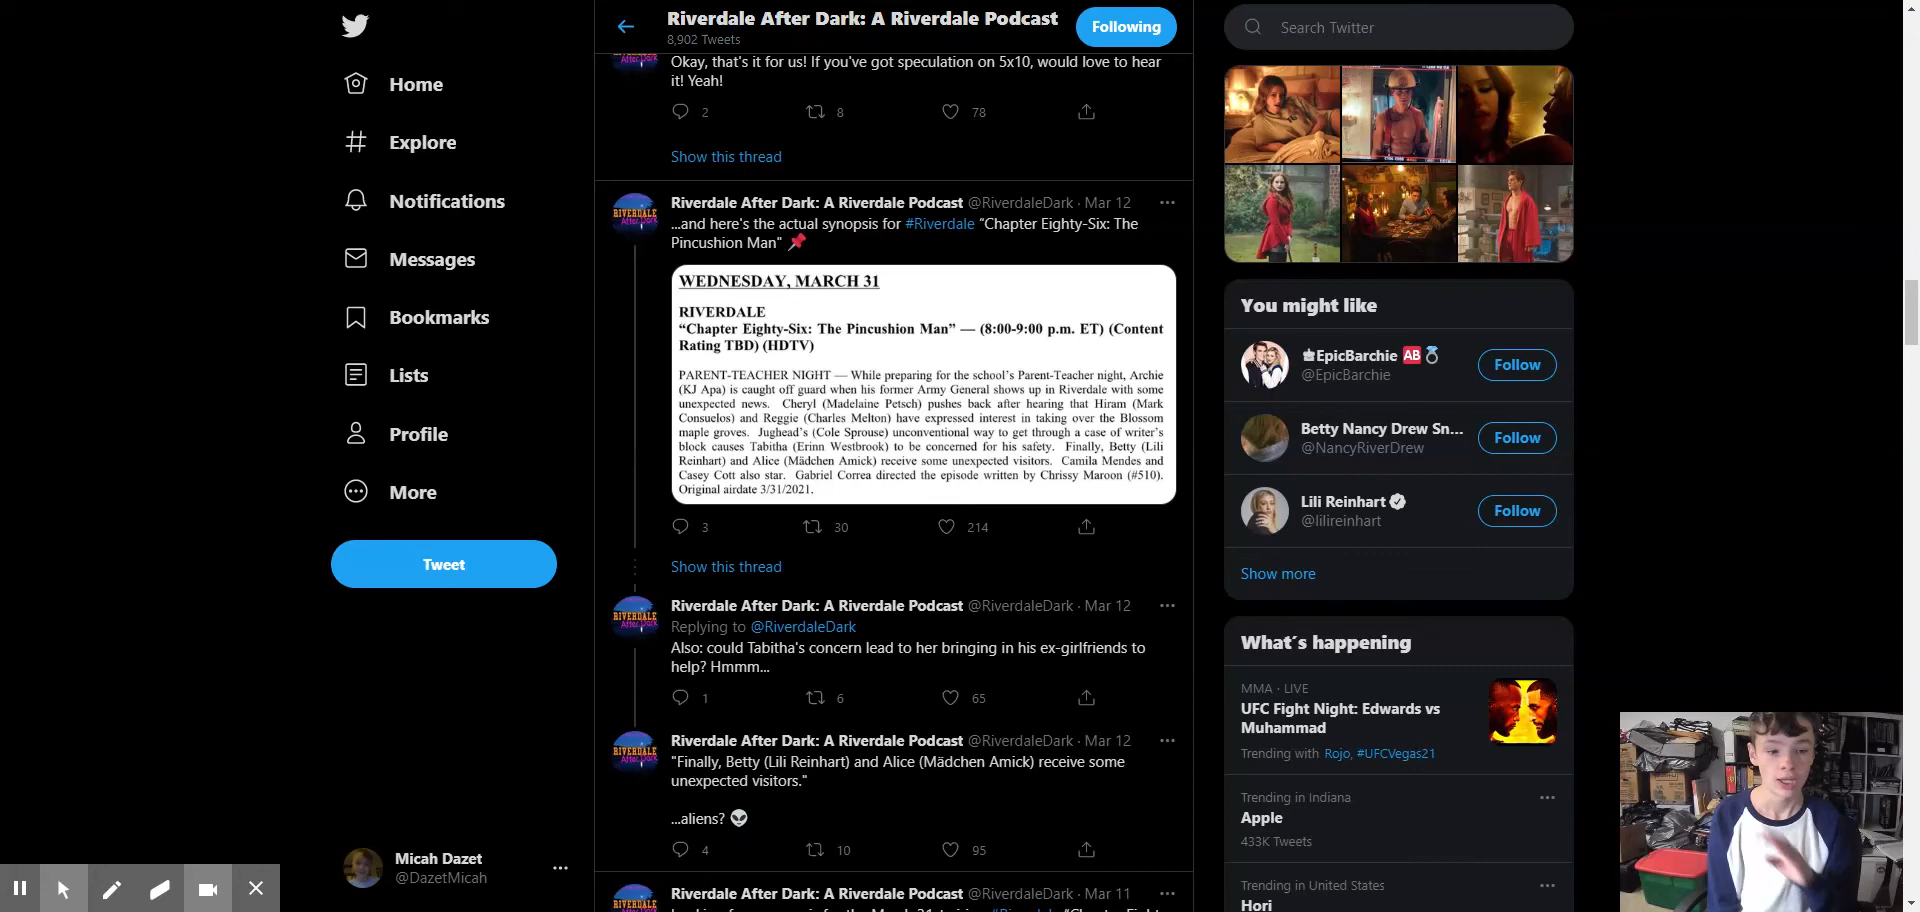 Home
Explore
Notifications
Messages
Bookmarks
Lists
Profile
More
Tweet
Micah Dazet
@DazetMicah
Riverdale After Dark: A Riverdale Podcast
8,902 Tweets
Following
Okay, that's it for us! If you've got speculation on 5x10, would love to hear
it! Yeah!
2 8 78
Show this thread
Riverdale After Dark: A Riverdale Podcast @RiverdaleDark · Mar 12
...and here's the actual synopsis for #Riverdale “Chapter Eighty-Six: The
Pincushion Man" 📌
WEDNESDAY, MARCH 31
RIVERDALE
“Chapter Eighty-Six: The Pincushion Man” — (8:00-9:00 p.m. ET) (Content
Rating TBD) (HDTV)
PARENT-TEACHER NIGHT — While preparing for the school’s Parent-Teacher night, Archie
(KJ Apa) is caught off guard when his former Army General shows up in Riverdale with some
unexpected news. Cheryl (Madelaine Petsch) pushes back after hearing that Hiram (Mark
Consuelos) and Reggie (Charles Melton) have expressed interest in taking over the Blossom
maple groves. Jughead’s (Cole Sprouse) unconventional way to get through a case of writer’s
block causes Tabitha (Erinn Westbrook) to be concerned for his safety. Finally, Betty (Lili
Reinhart) and Alice (Mädchen Amick) receive some unexpected visitors. Camila Mendes and
Casey Cott also star. Gabriel Correa directed the episode written by Chrissy Maroon (#510).
Original airdate 3/31/2021.
3 30 214
Show this thread
Riverdale After Dark: A Riverdale Podcast @RiverdaleDark · Mar 12
Replying to @RiverdaleDark
Also: could Tabitha's concern lead to her bringing in his ex-girlfriends to
help? Hmmm...
1 6 65
Riverdale After Dark: A Riverdale Podcast @RiverdaleDark · Mar 12
"Finally, Betty (Lili Reinhart) and Alice (Mädchen Amick) receive some
unexpected visitors."
...aliens? 👽
4 10 95
Riverdale After Dark: A Riverdale Podcast @RiverdaleDark · Mar 11
Search Twitter
You might like
♚EpicBarchie 🆎💍
@EpicBarchie
Follow
Betty Nancy Drew Sn...
@NancyRiverDrew
Follow
Lili Reinhart
@lilireinhart
Follow
Show more
What´s happening
MMA · LIVE
UFC Fight Night: Edwards vs
Muhammad
Trending with Rojo, #UFCVegas21
Trending in Indiana
Apple
433K Tweets
Trending in United States
Hori